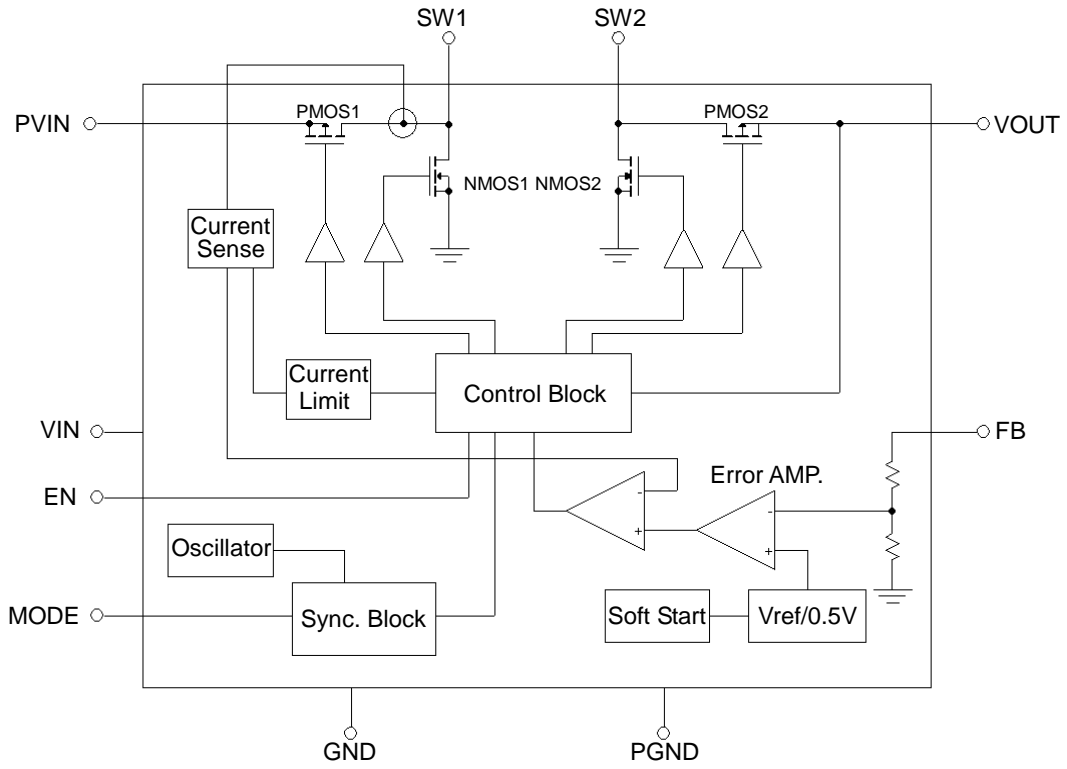 SW1
SW2
PMOS1
PMOS2
PVIN
VOUT
NMOS1 NMOS2
Current
Sense
Current
Limit
Control Block
VIN
FB
EN
Error AMP.
-
+
-
+
Oscillator
MODE
Sync. Block
Soft Start
Vref/0.5V
GND
PGND